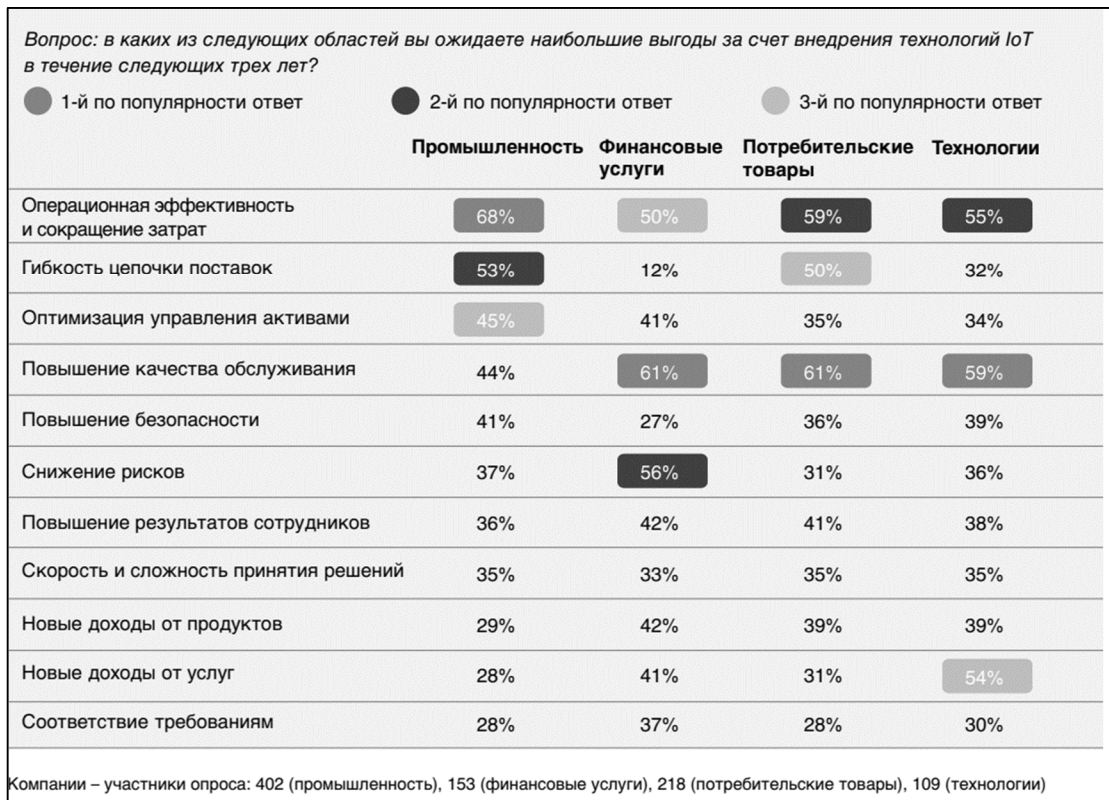 Вопрос: в каких из следующих областей вы ожидаете наибольшие выгоды за счет внедрения технологий IoT
в течение следующих трех лет?
1-й по популярности ответ 2-й по популярности ответ 3-й по популярности ответ
Промышленность Финансовые услуги Потребительские товары Технологии
Операционная эффективность
и сокращение затрат 68% 50% 59% 55%
Гибкость цепочки поставок 53% 12% 50% 32%
Оптимизация управления активами 45% 41% 35% 34%
Повышение качества обслуживания 44% 61% 61% 59%
Повышение безопасности 41% 27% 36% 39%
Снижение рисков 37% 56% 31% 36%
Повышение результатов сотрудников 36% 42% 41% 38%
Скорость и сложность принятия решений 35% 33% 35% 35%
Новые доходы от продуктов 29% 42% 39% 39%
Новые доходы от услуг 28% 41% 31% 54%
Соответствие требованиям 28% 37% 28% 30%
Компании – участники опроса: 402 (промышленность), 153 (финансовые услуги), 218 (потребительские товары), 109 (технологии)